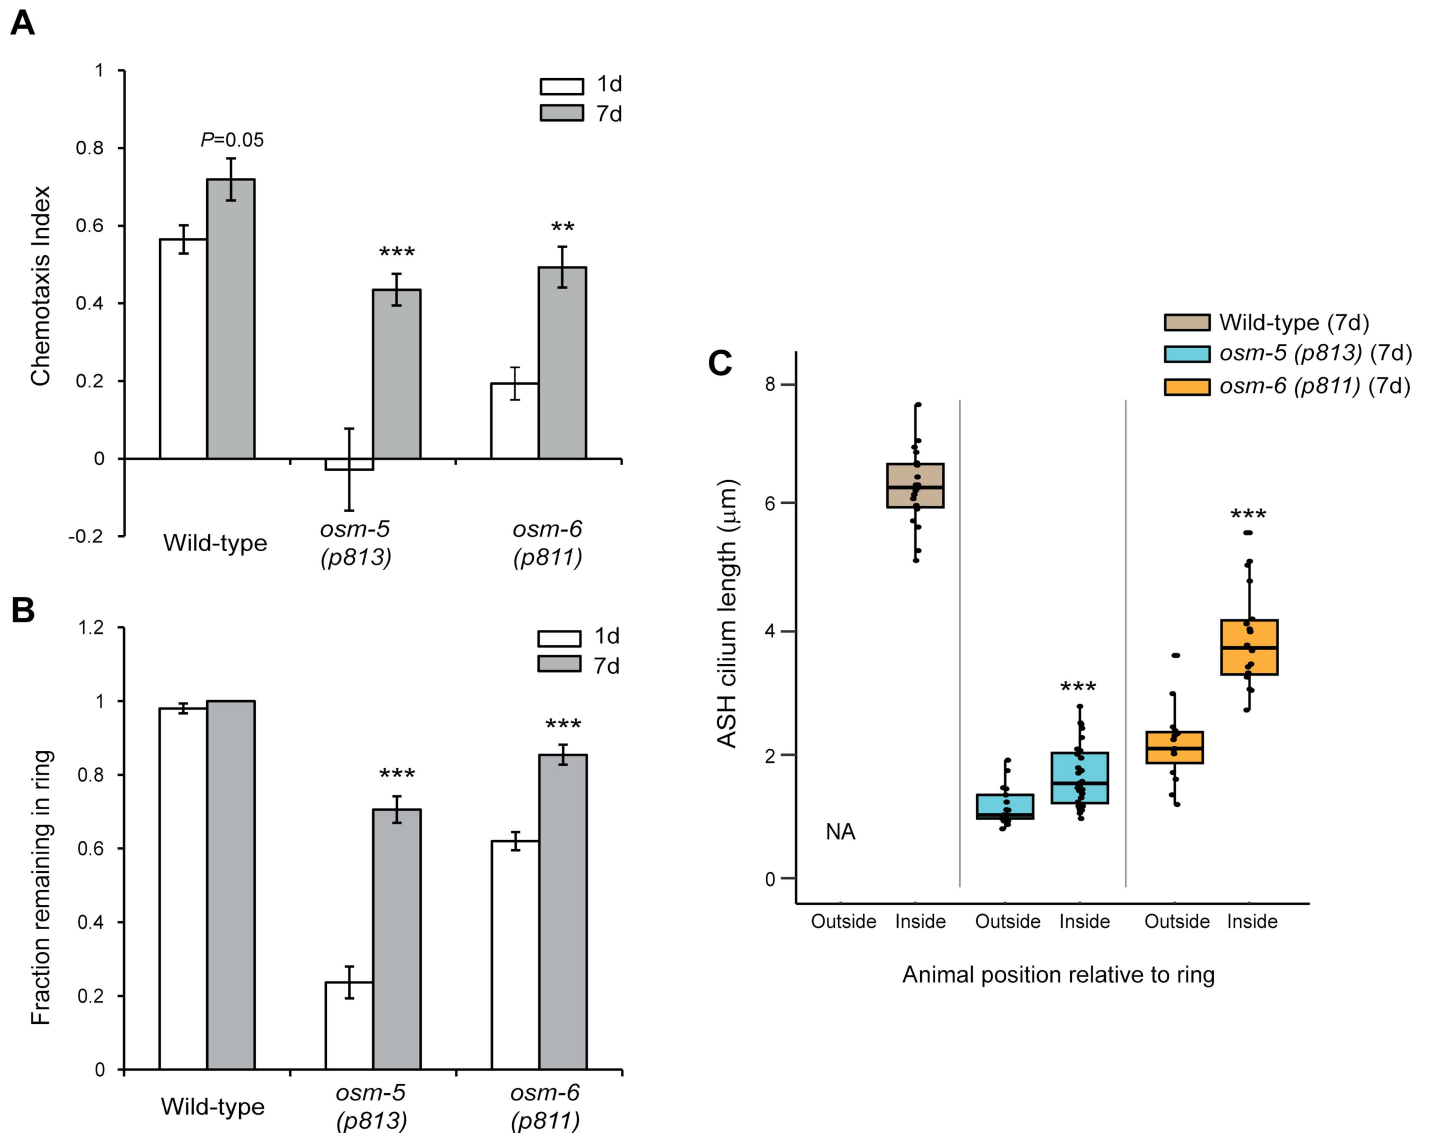 A
1
0.8
0.6
0.4
0.2
0
-0.2
Chemotaxis Index
1d
7d
P=0.05
***
**
Wild-type
osm-5
(p813)
osm-6
(p811)
B
1.2
1
0.8
0.6
0.4
0.2
0
Fraction remaining in ring
1d
7d
***
***
Wild-type
osm-5
(p813)
osm-6
(p811)
C
Wild-type (7d)
osm-5 (p813) (7d)
osm-6 (p811) (7d)
8
6
4
2
0
ASH cilium length (μm)
***
***
NA
Outside Inside Outside Inside Outside Inside
Animal position relative to ring